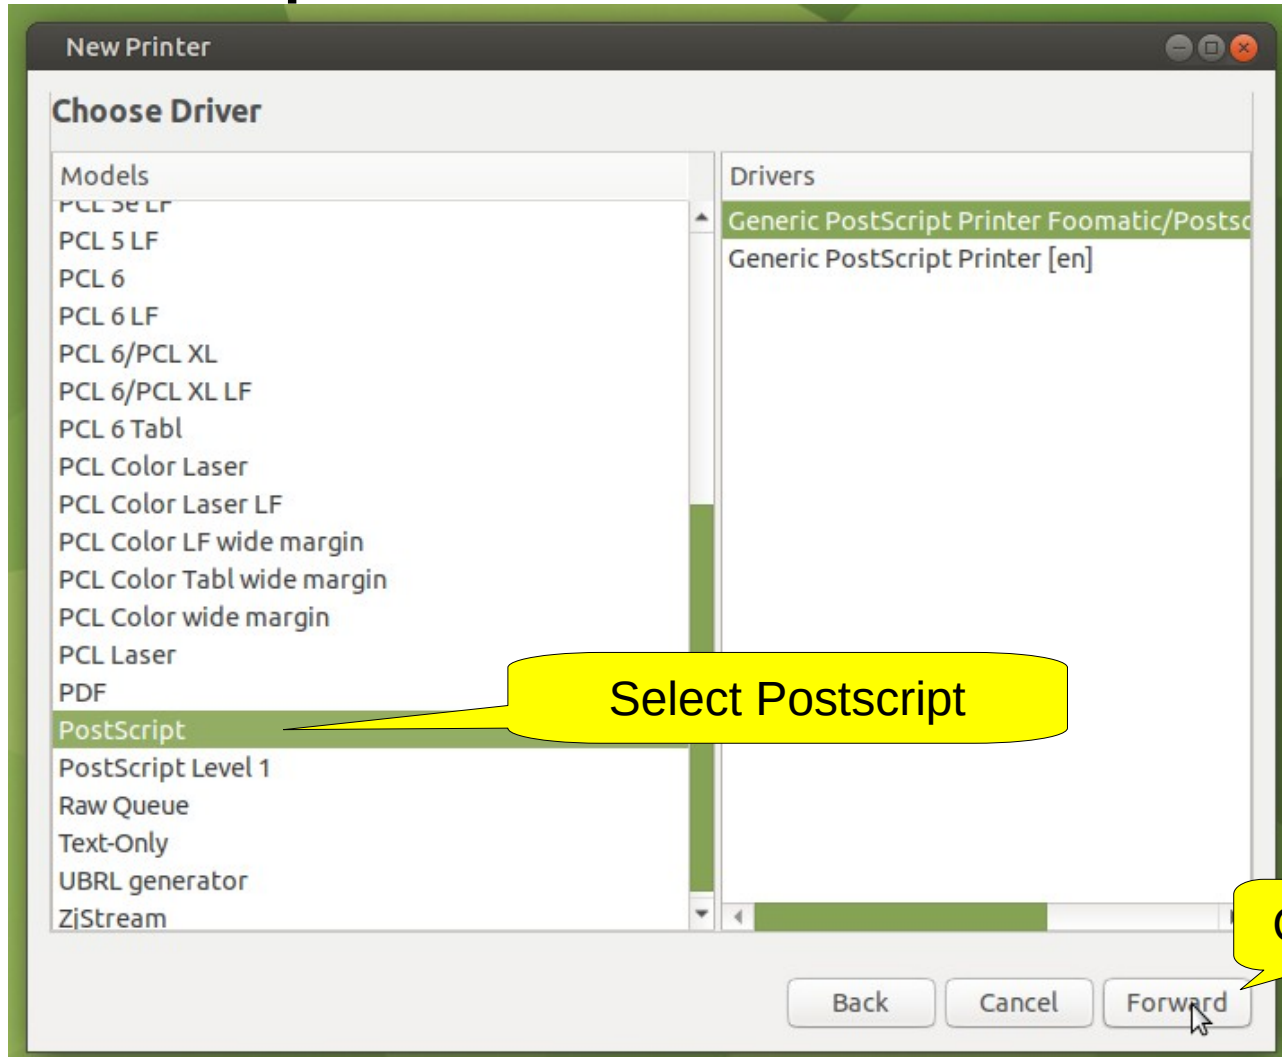 New Printer
Choose Driver
Models
PCL 5e LF
PCL 5 LF
PCL 6
PCL 6 LF
PCL 6/PCL XL
PCL 6/PCL XL LF
PCL 6 Tabl
PCL Color Laser
PCL Color Laser LF
PCL Color LF wide margin
PCL Color Tabl wide margin
PCL Color wide margin
PCL Laser
PDF
PostScript
PostScript Level 1
Raw Queue
Text-Only
UBRL generator
ZjStream
Drivers
Generic PostScript Printer Foomatic/Postsc
Generic PostScript Printer [en]
Select Postscript
Back
Cancel
Forward